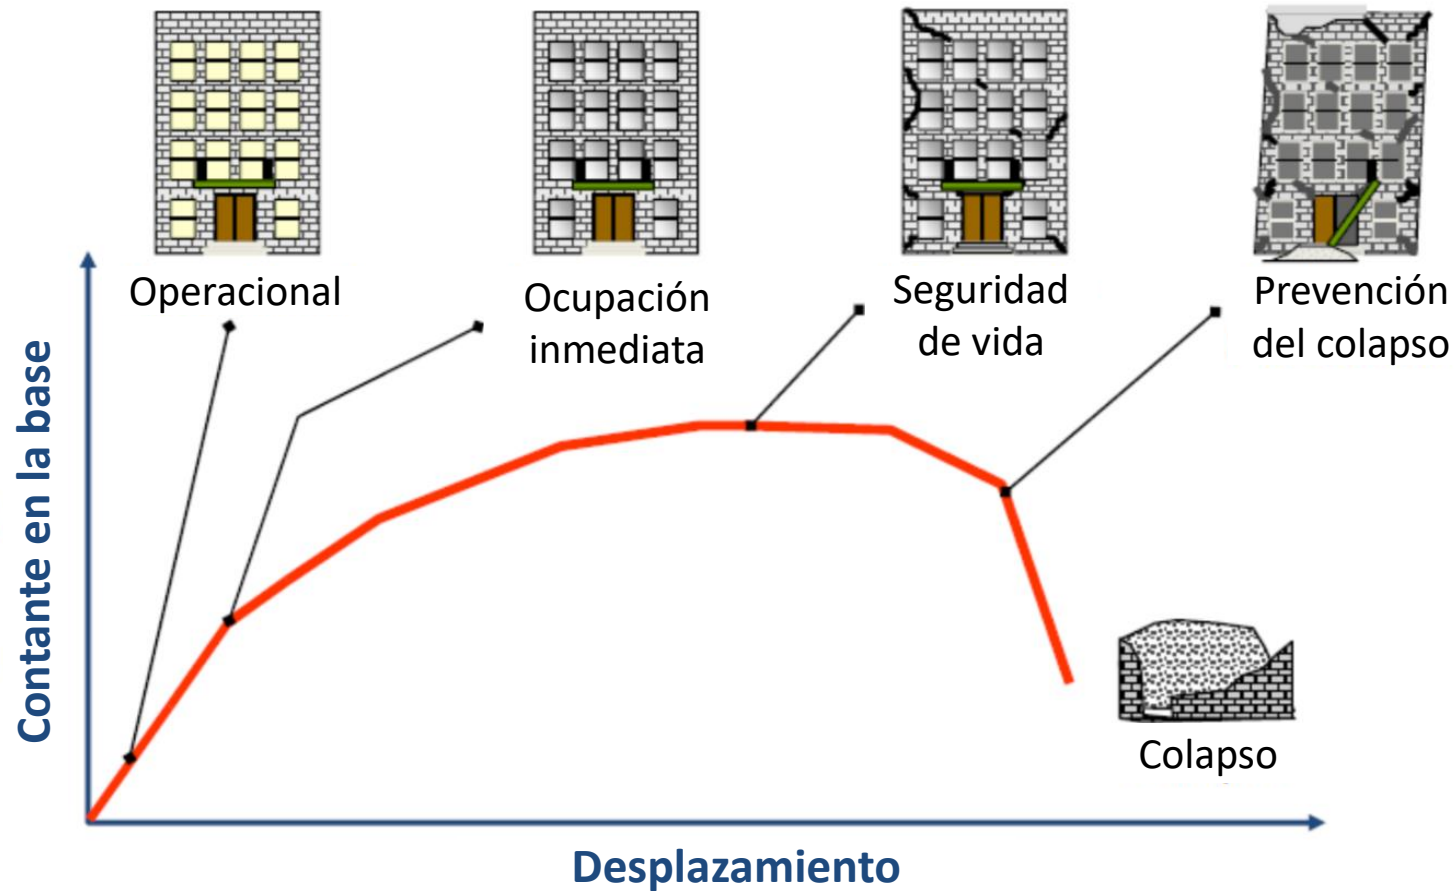 Operacional
Ocupación
inmediata
Seguridad
de vida
Prevención
del colapso
Contante en la base
Colapso
Desplazamiento